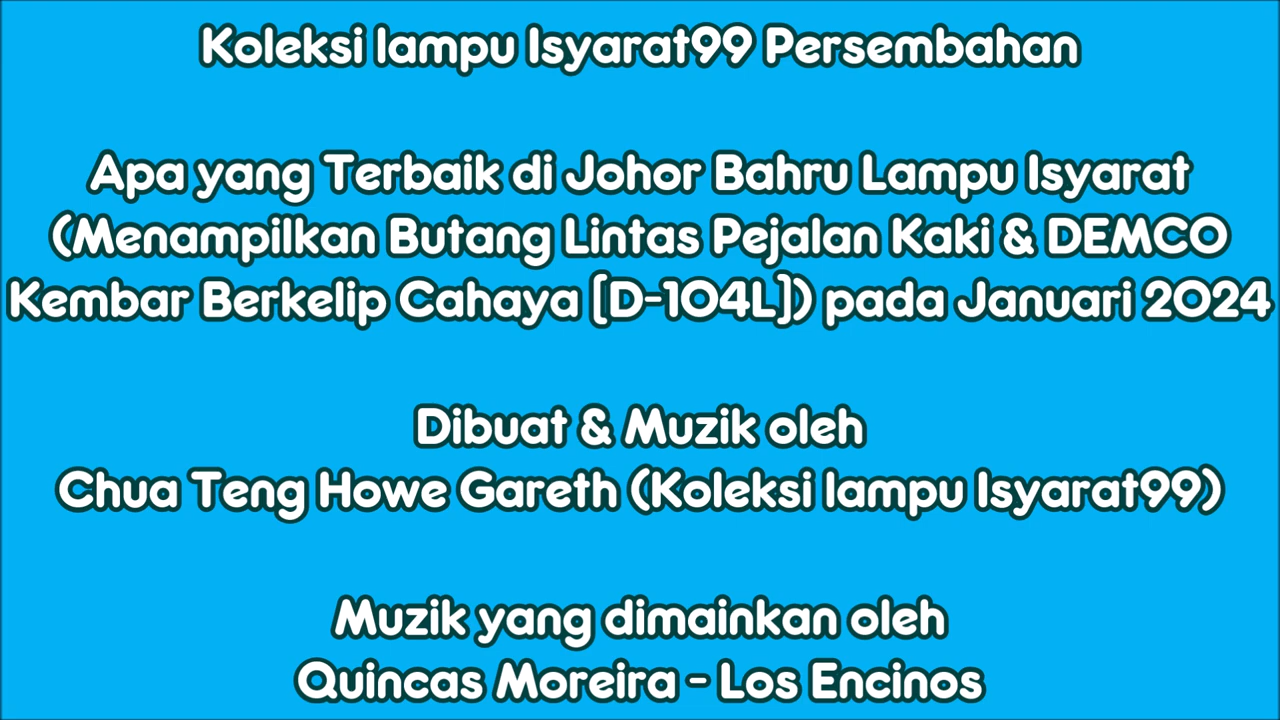 Koleksi lampu Isyarat99 Persembahan
Apa yang Terbaik di Johor Bahru Lampu Isyarat
(Menampilkan Butang Lintas Pejalan Kaki & DEMCO
Kembar Berkelip Cahaya [D-104L]) pada Januari 2024
Dibuat & Muzik oleh
Chua Teng Howe Gareth (Koleksi lampu Isyarat99)
Muzik yang dimainkan oleh
Quincas Moreira - Los Encinos